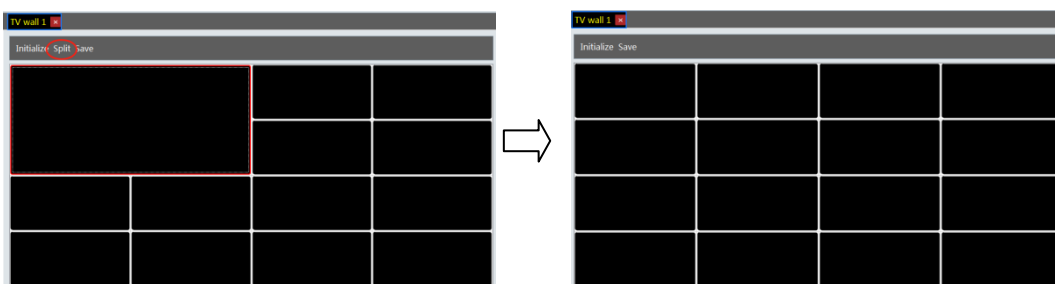 TV wall 1
Initialize Split Save
TV wall 1
Initialize Save